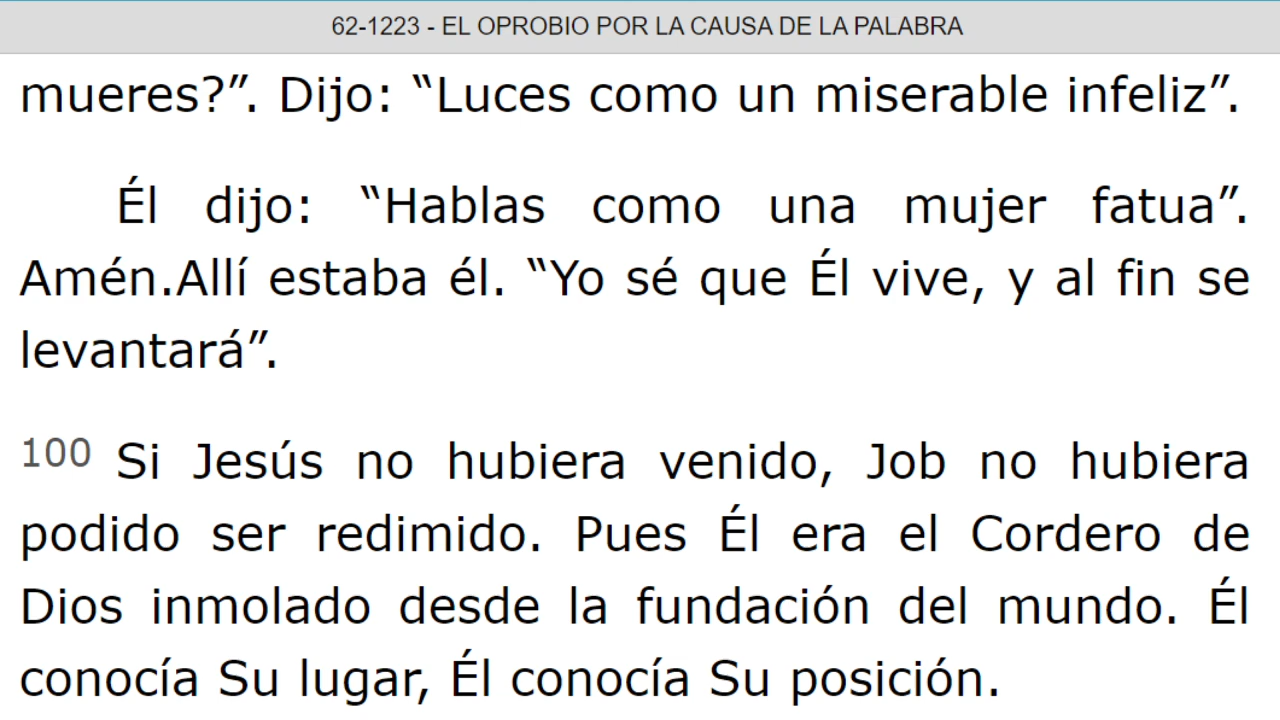 62-1223 - EL OPROBIO POR LA CAUSA DE LA PALABRA
mueres?”. Dijo: “Luces como un miserable infeliz”.
Él dijo: “Hablas como una mujer fatua”.
Amén.Allí estaba él. “Yo sé que Él vive, y al fin se
levantará”.
100 Si Jesús no hubiera venido, Job no hubiera
podido ser redimido. Pues Él era el Cordero de
Dios inmolado desde la fundación del mundo. Él
conocía Su lugar, Él conocía Su posición.